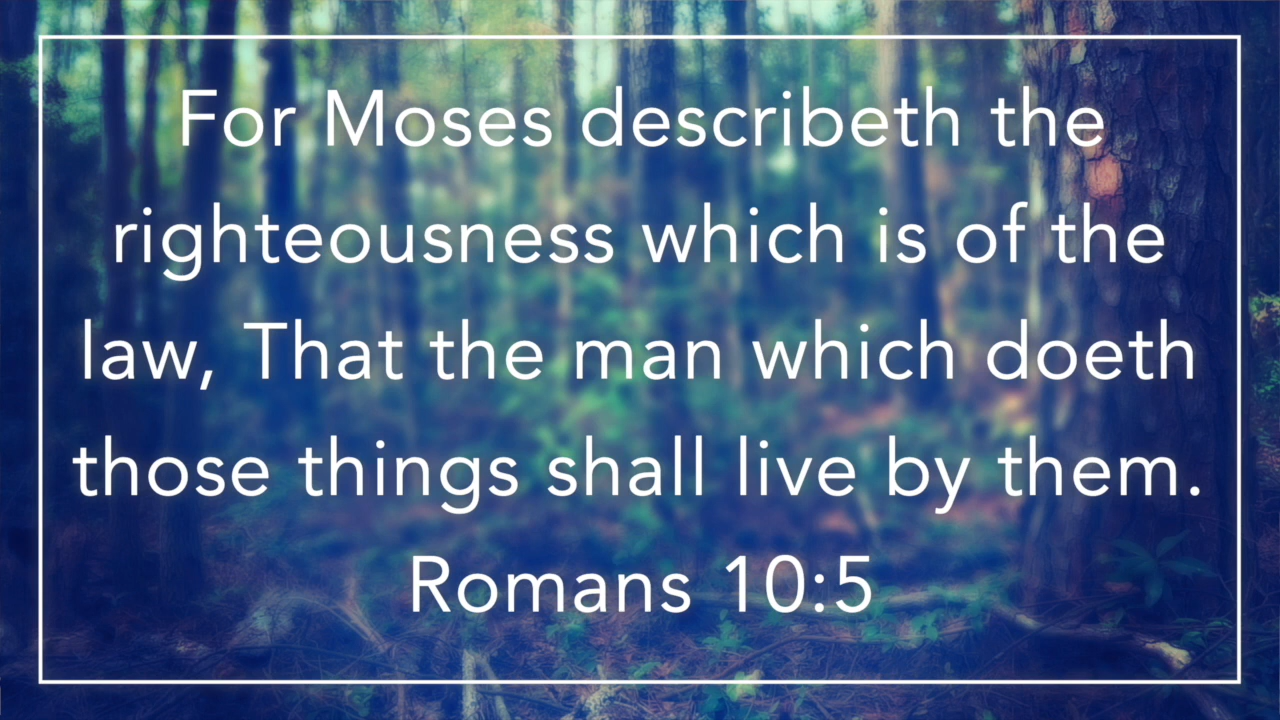 For Moses describeth the
righteousness which is of the
law, That the man which doeth
those things shall live by them.
Romans 10:5